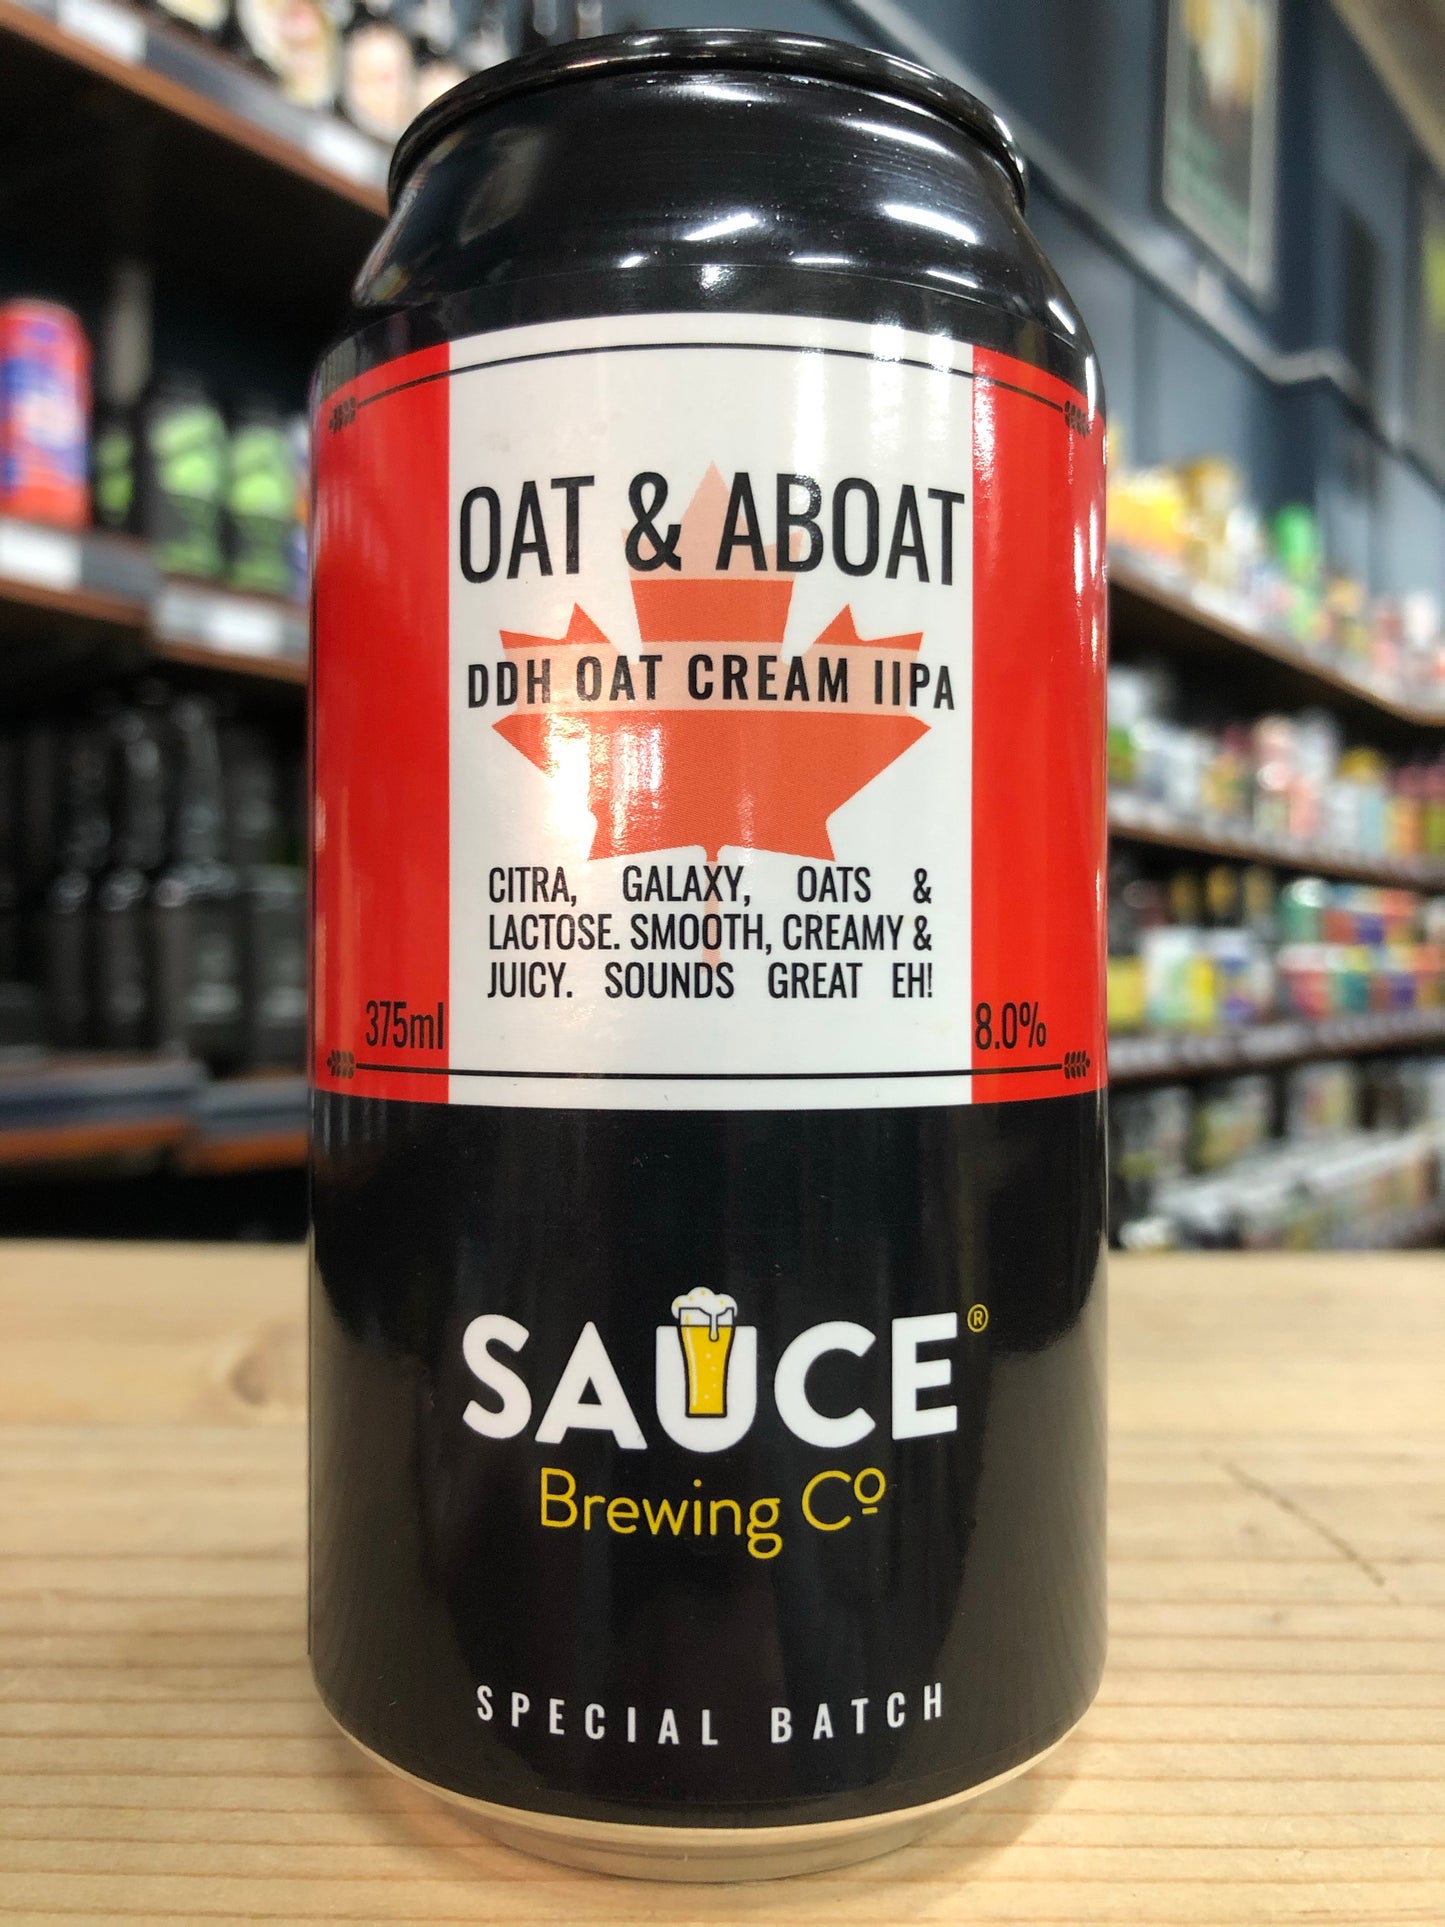 OAT & ABOAT
DDH OAT CREAM IIPA
CITRA, GALAXY, OATS &
LACTOSE. SMOOTH, CREAMY &
JUICY. SOUNDS GREAT EH!
375ml
8.0%
SAUCE®
Brewing Cº
SPECIAL BATCH